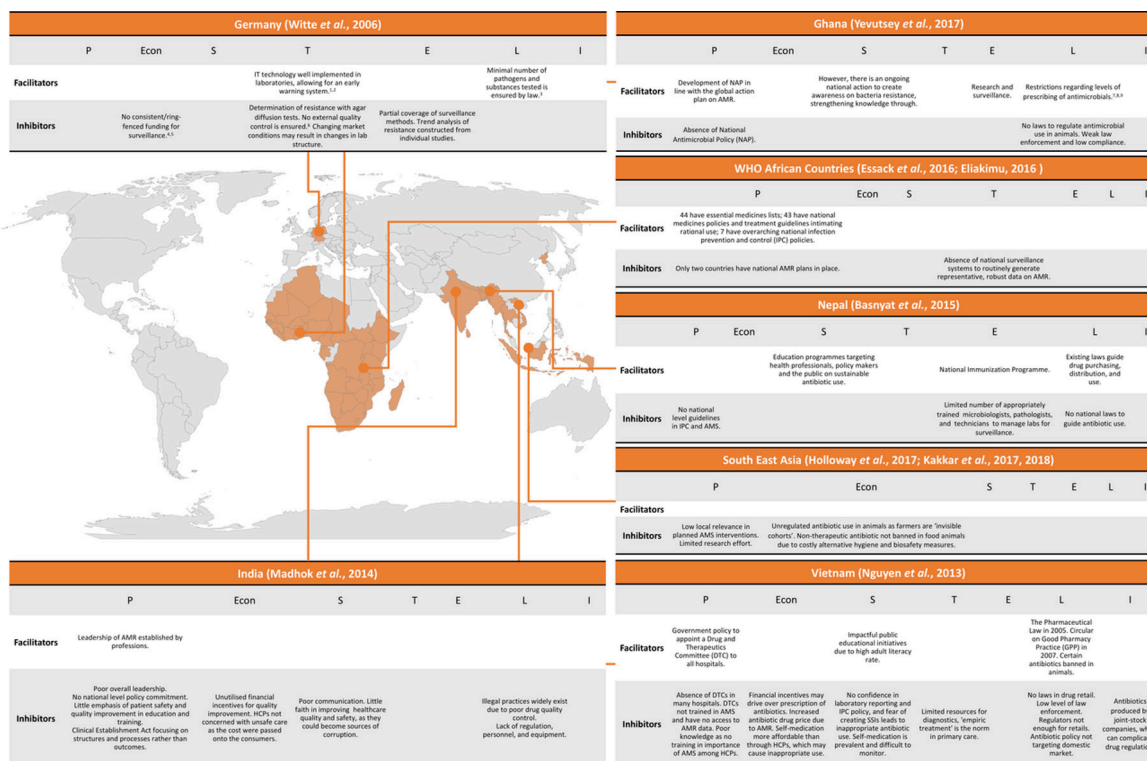 Germany (Witte et al., 2006)
P Econ S T E L I
Facilitators
IT technology well implemented in
laboratories, allowing for an early
warning system.1,2
Minimal number of
pathogens and
substances tested is
ensured by law.3
Inhibitors
No consistent/ring-
fenced funding for
surveillance.4,5
Determination of resistance with agar
diffusion tests. No external quality
control is ensured.6 Changing market
conditions may result in changes in lab
structure.
Partial coverage of surveillance
methods. Trend analysis of
resistance constructed from
individual studies.
Ghana (Yevutsey et al., 2017)
P Econ S T E L I
Facilitators
Development of NAP in
line with the global action
plan on AMR.
However, there is an ongoing
national action to create
awareness on bacteria resistance,
strengthening knowledge through.
Research and
surveillance.
Restrictions regarding levels of
prescribing of antimicrobials.7,8,9
Inhibitors
Absence of National
Antimicrobial Policy (NAP).
No laws to regulate antimicrobial
use in animals. Weak law
enforcement and low compliance.
WHO African Countries (Essack et al., 2016; Eliakimu, 2016 )
P Econ S T E L I
Facilitators
44 have essential medicines lists; 43 have national
medicines policies and treatment guidelines intimating
rational use; 7 have overarching national infection
prevention and control (IPC) policies.
Inhibitors
Only two countries have national AMR plans in place.
Absence of national surveillance
systems to routinely generate
representative, robust data on AMR.
Nepal (Basnyat et al., 2015)
P Econ S T E L I
Facilitators
Education programmes targeting
health professionals, policy makers
and the public on sustainable
antibiotic use.
National Immunization Programme.
Existing laws guide
drug purchasing,
distribution, and
use.
Inhibitors
No national
level guidelines
in IPC and AMS.
Limited number of appropriately
trained microbiologists, pathologists,
and technicians to manage labs for
surveillance.
No national laws to
guide antibiotic use.
South East Asia (Holloway et al., 2017; Kakkar et al., 2017, 2018)
P Econ S T E L I
Facilitators
Inhibitors
Low local relevance in
planned AMS interventions.
Limited research effort.
Unregulated antibiotic use in animals as farmers are ‘invisible
cohorts’. Non-therapeutic antibiotic not banned in food animals
due to costly alternative hygiene and biosafety measures.
India (Madhok et al., 2014)
P Econ S T E L I
Facilitators
Leadership of AMR established by
professions.
Inhibitors
Poor overall leadership.
No national level policy commitment.
Little emphasis of patient safety and
quality improvement in education and
training.
Clinical Establishment Act focusing on
structures and processes rather than
outcomes.
Unutilised financial
incentives for quality
improvement. HCPs not
concerned with unsafe care
as the cost were passed
onto the consumers.
Poor communication. Little
faith in improving healthcare
quality and safety, as they
could become sources of
corruption.
Illegal practices widely exist
due to poor drug quality
control.
Lack of regulation,
personnel, and equipment.
Vietnam (Nguyen et al., 2013)
P Econ S T E L I
Facilitators
Government policy to
appoint a Drug and
Therapeutics
Committee (DTC) to
all hospitals.
Impactful public
educational initiatives
due to high adult literacy
rate.
The Pharmaceutical
Law in 2005. Circular
on Good Pharmacy
Practice (GPP) in
2007. Certain
antibiotics banned in
animals.
Inhibitors
Absence of DTCs in
many hospitals. DTCs
not trained in AMS
and have no access to
AMR data. Poor
knowledge as no
training in importance
of AMS among HCPs.
Financial incentives may
drive over prescription of
antibiotics. Increased
antibiotic drug price due
to AMR. Self-medication
more affordable than
through HCPs, which may
cause inappropriate use.
No confidence in
laboratory reporting and
IPC policy, and fear of
creating SSIs leads to
inappropriate antibiotic
use. Self-medication is
prevalent and difficult to
monitor.
Limited resources for
diagnostics, ‘empiric
treatment’ is the norm
in primary care.
No laws in drug retail.
Low level of law
enforcement.
Regulators not
enough for retails.
Antibiotic policy not
targeting domestic
market.
Antibiotics
produced by
joint-stock
companies, wh
can complica
drug regulatio